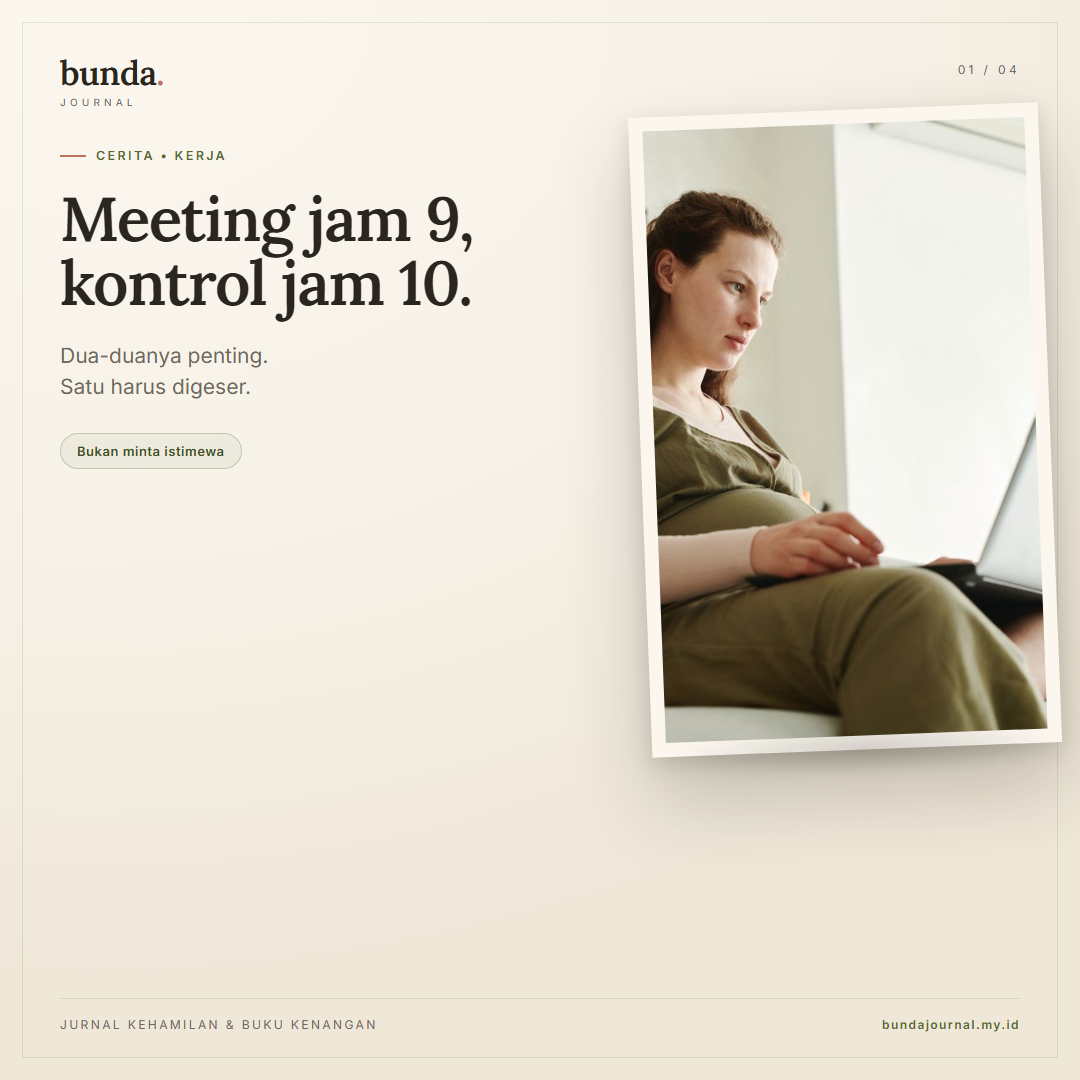 bunda.
JOURNAL
01 / 04
CERITA • KERJA
Meeting jam 9,
kontrol jam 10.
Dua-duanya penting.
Satu harus digeser.
Bukan minta istimewa
JURNAL KEHAMILAN & BUKU KENANGAN
bundajournal.my.id